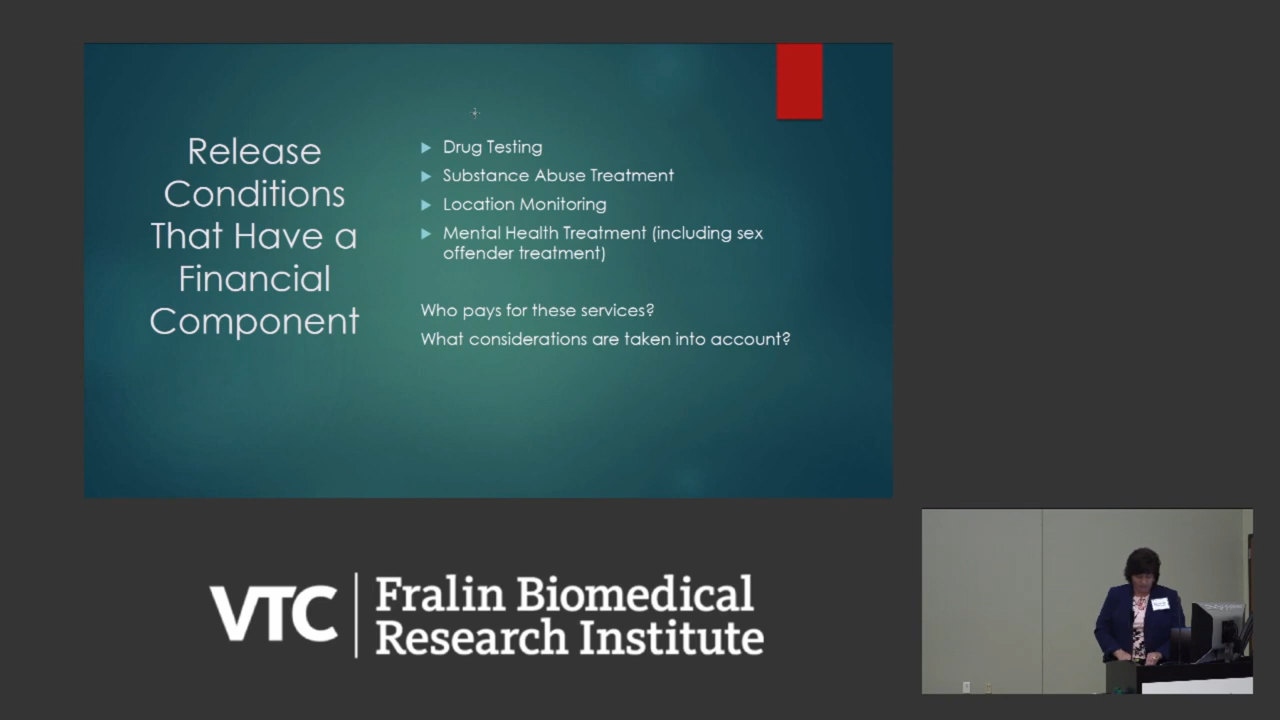 Release
Conditions
That Have a
Financial
Component
Drug Testing
Substance Abuse Treatment
Location Monitoring
Mental Health Treatment (including sex
offender treatment)
Who pays for these services?
What considerations are taken into account?
VTC
Fralin Biomedical
Research Institute